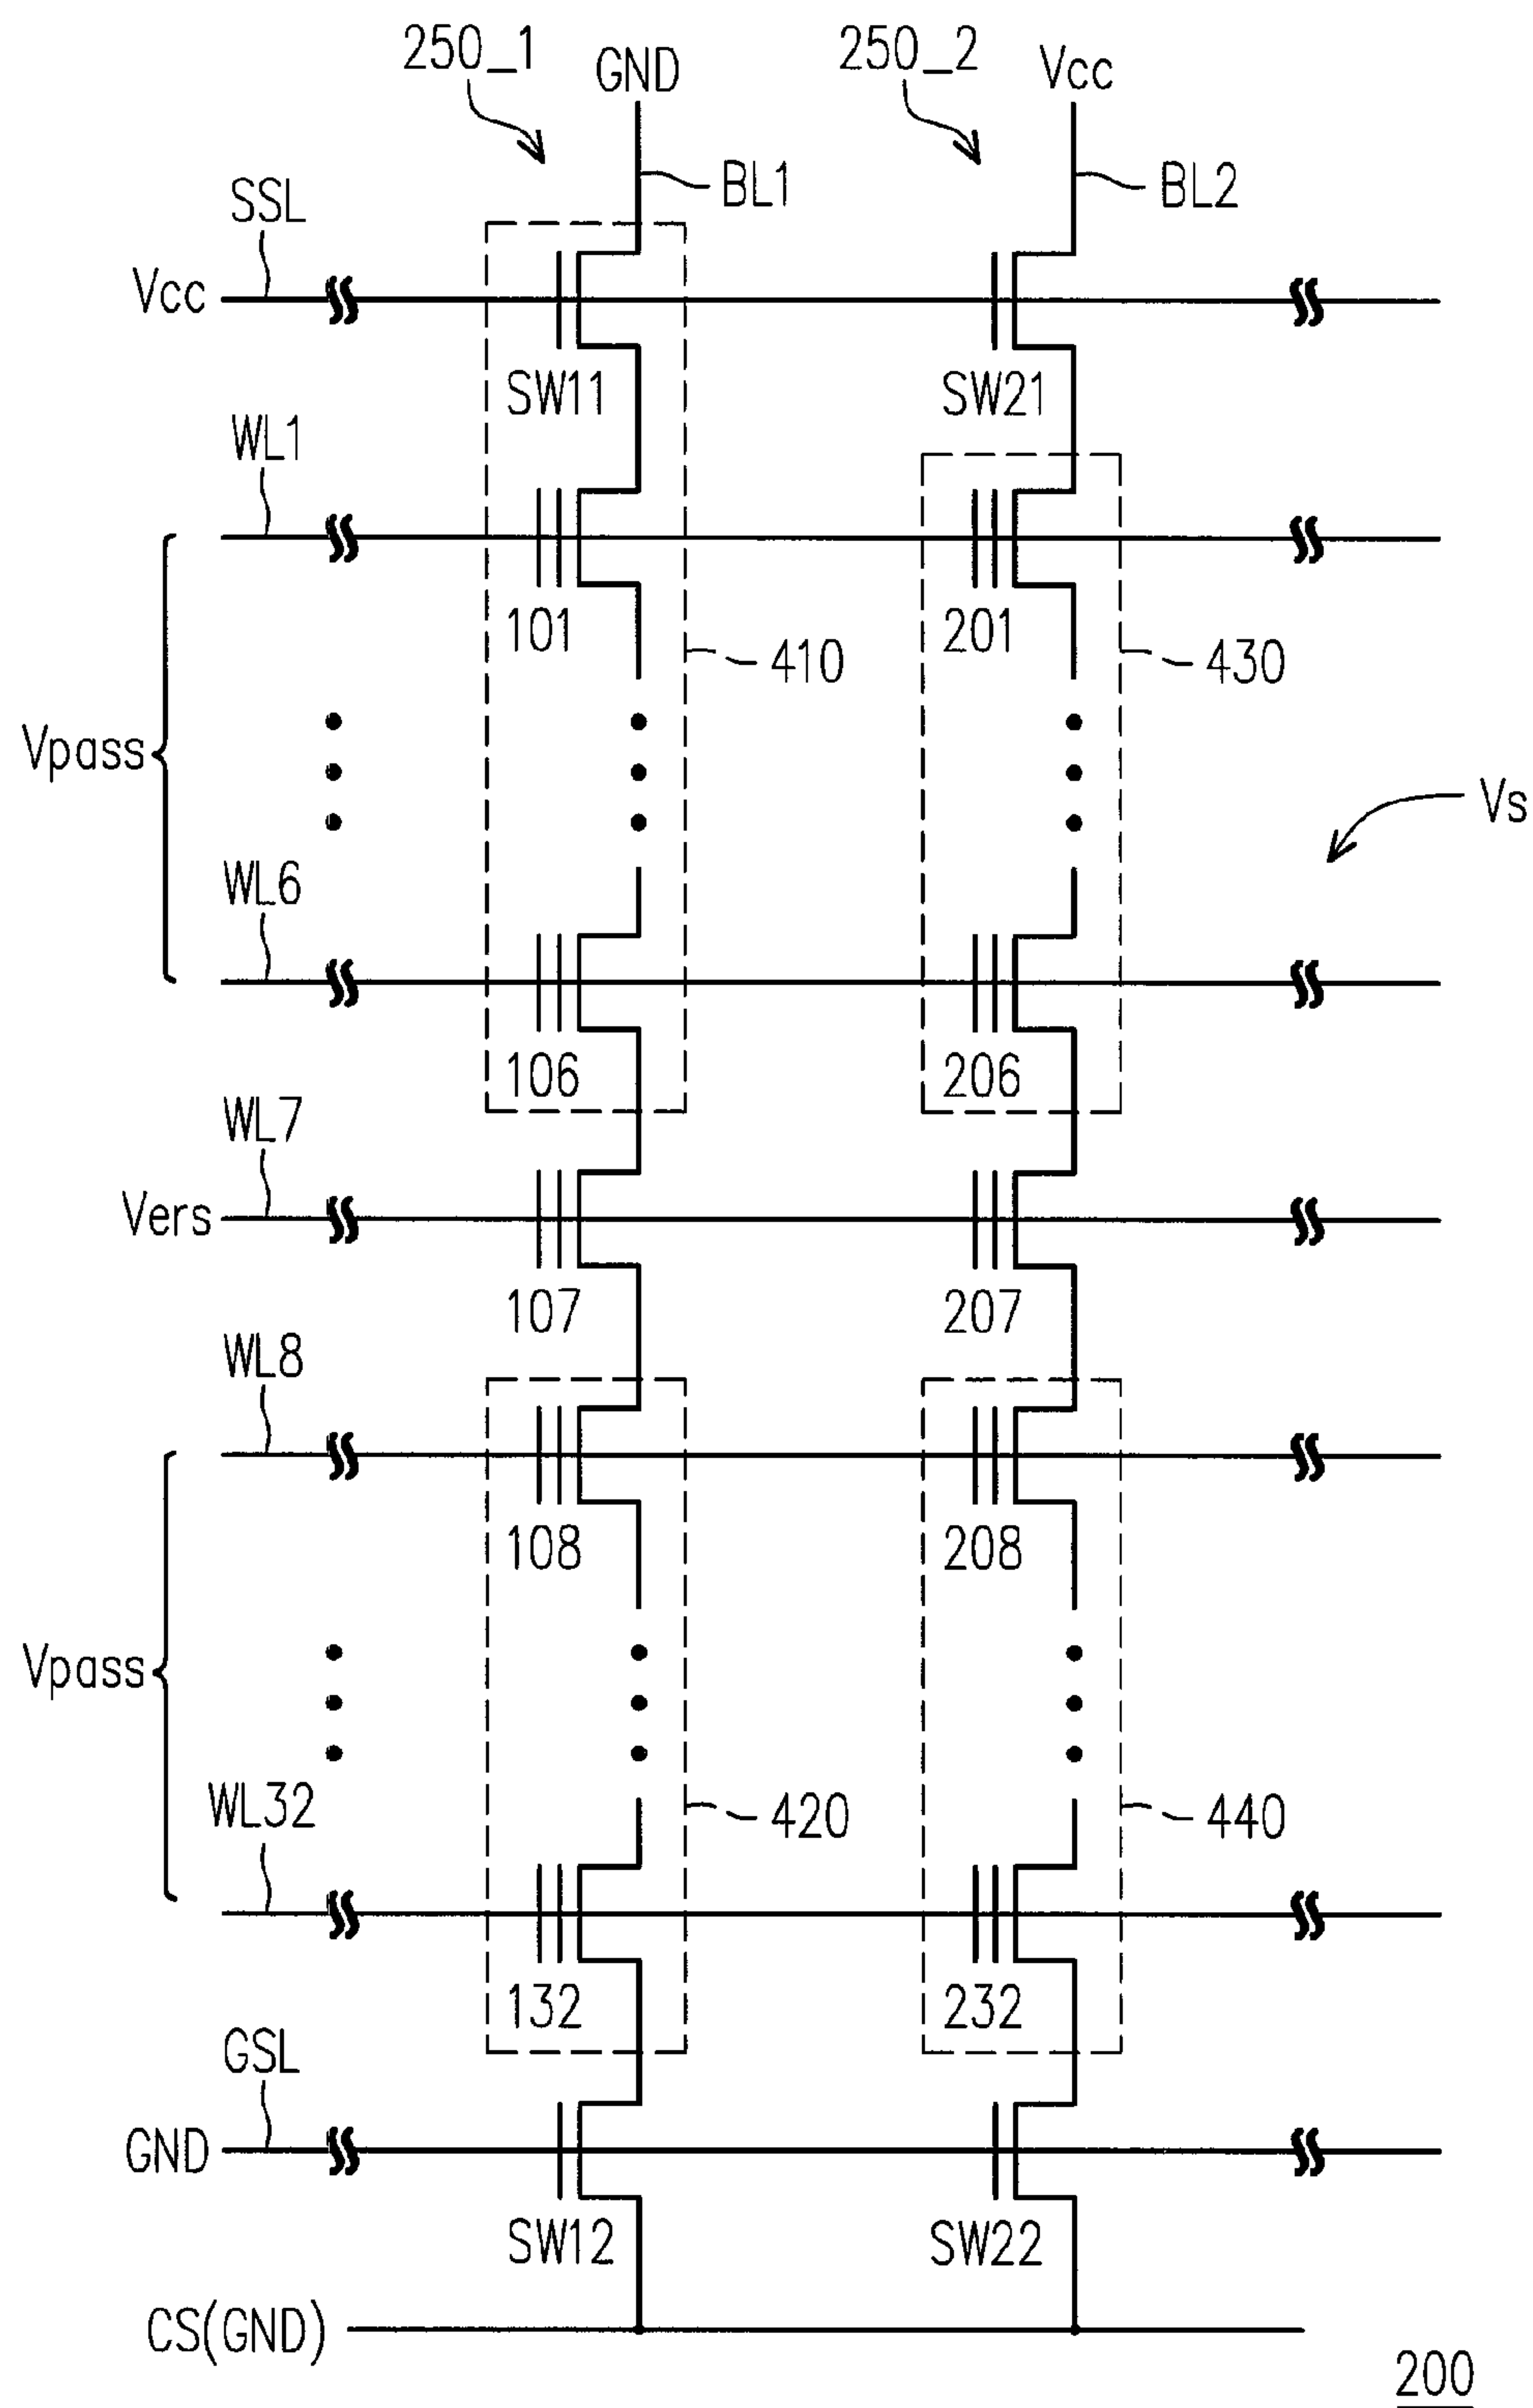 250_1
GND
250_2
Vcc
BL1
BL2
SSL
Vcc
SW11
SW21
WL1
101
201
410
430
Vpass
Vs
WL6
106
206
WL7
Vers
107
207
WL8
108
208
Vpass
WL32
420
440
132
232
GSL
GND
SW12
SW22
CS(GND)
200